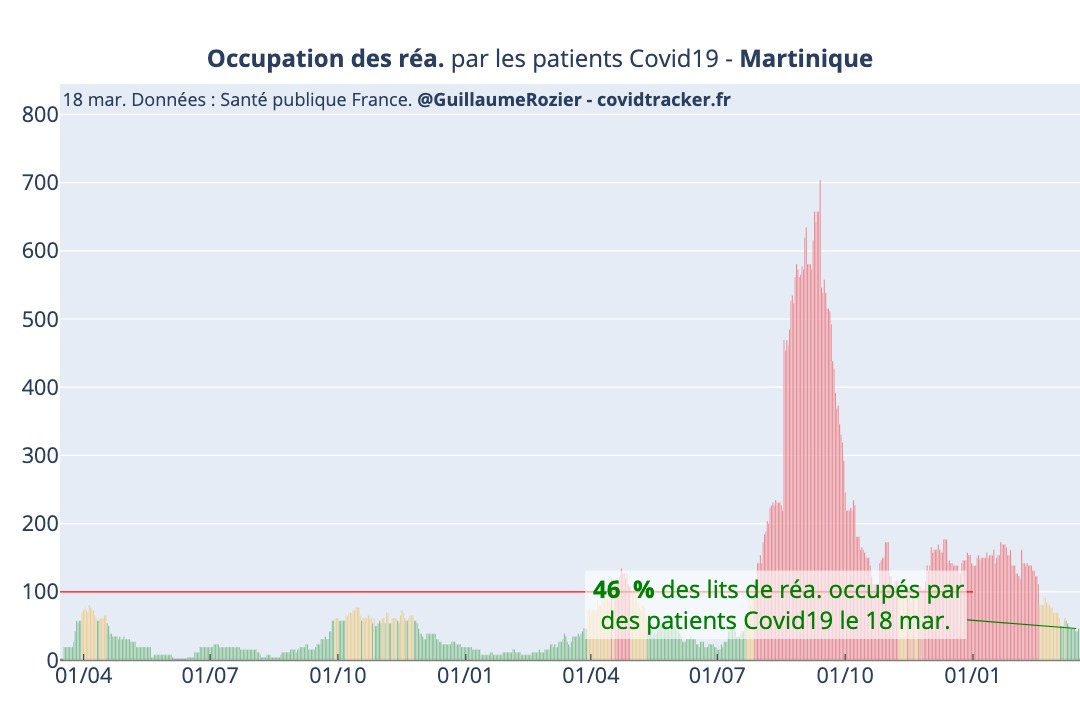 Occupation des réa. par les patients Covid19 - Martinique
18 mar. Données : Santé publique France. @GuillaumeRozier - covidtracker.fr
800
700
600
500
400
300
200
100
0
46 % des lits de réa. occupés par
des patients Covid19 le 18 mar.
01/04 01/07 01/10 01/01 01/04 01/07 01/10 01/01